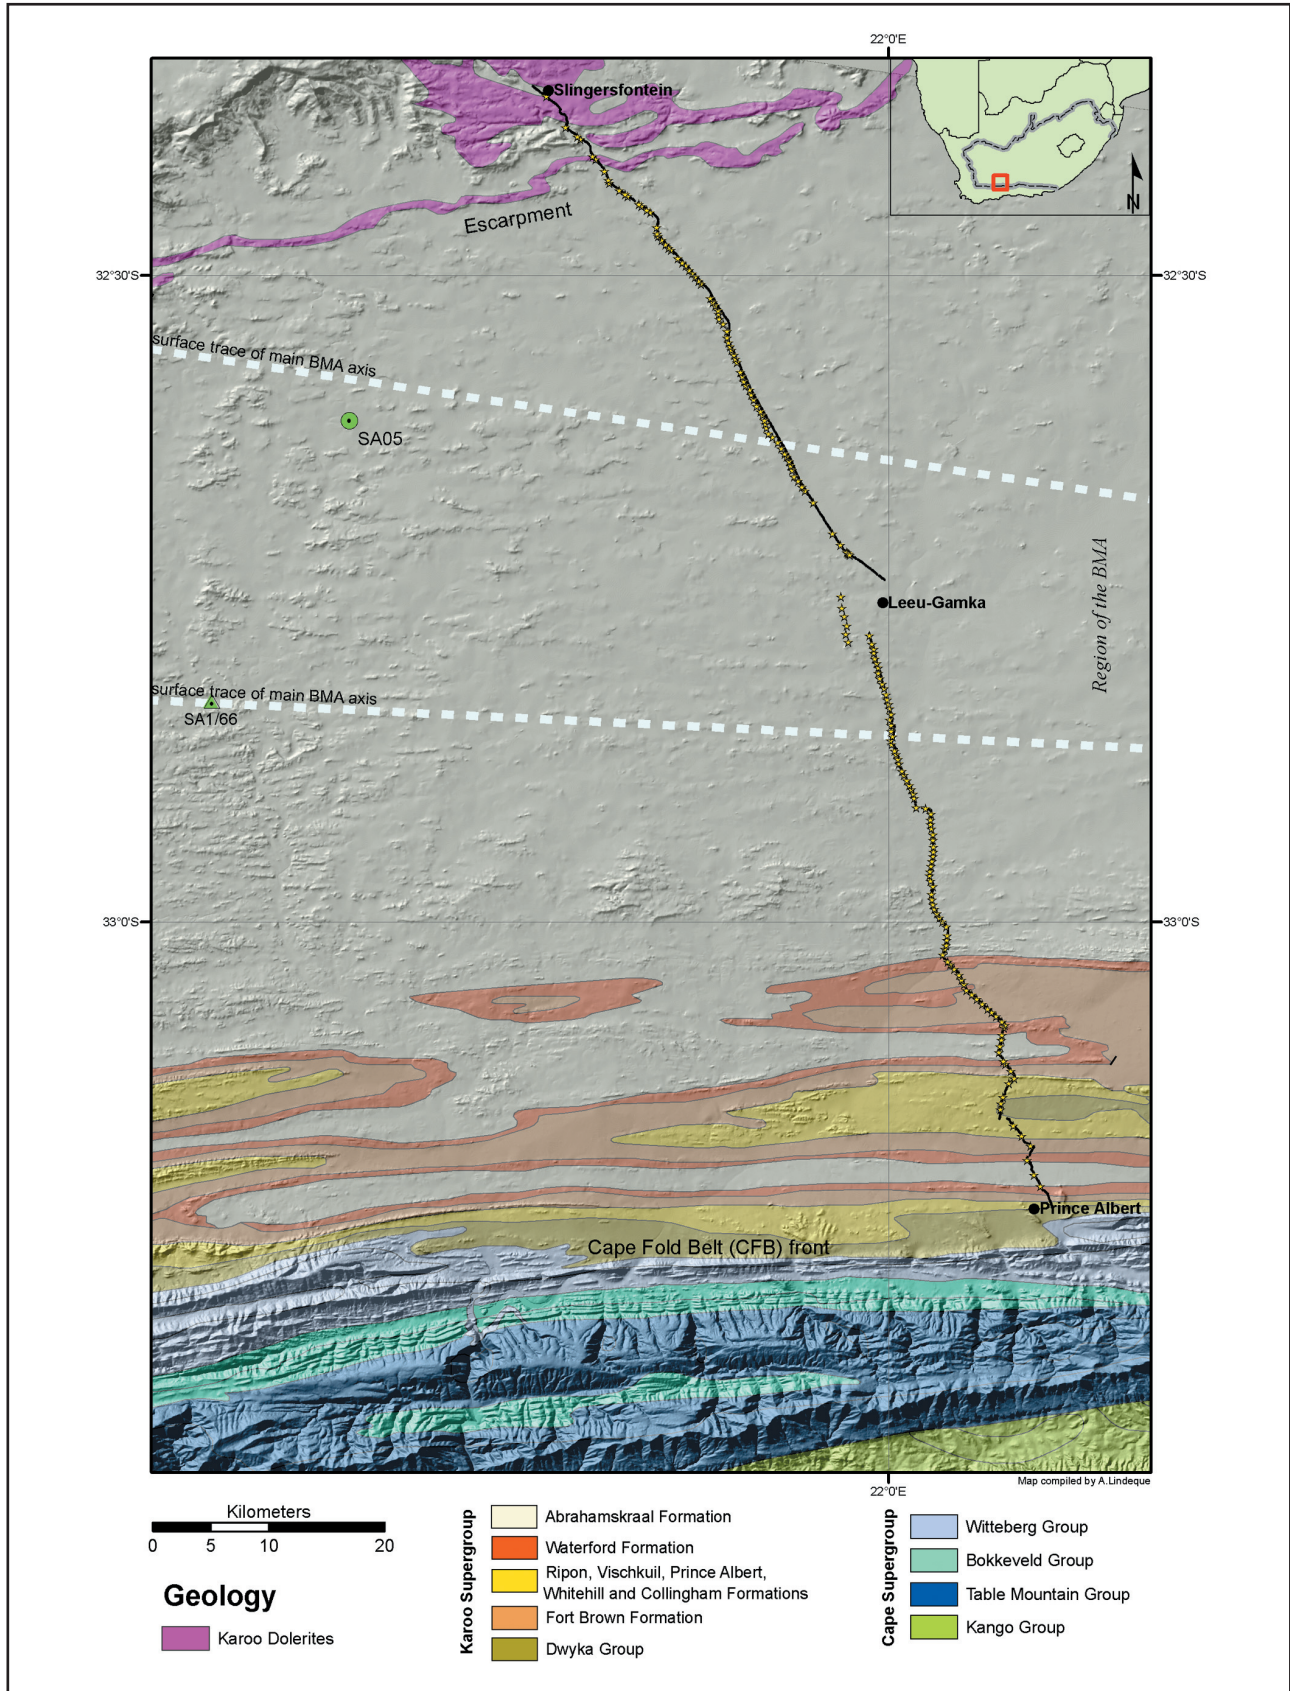 22°0'E
Slingersfontein
N
Escarpment
32°30'S
32°30'S
surface trace of main BMA axis
SA05
Region of the BMA
Leeu-Gamka
surface trace of main BMA axis
SA1/66
33°0'S
33°0'S
Prince Albert
Cape Fold Belt (CFB) front
Map compiled by A.Lindeque
22°0'E
Kilometers
0 5 10 20
Geology
Karoo Dolerites
Karoo Supergroup
Abrahamskraal Formation
Waterford Formation
Ripon, Vischkuil, Prince Albert,
Whitehill and Collingham Formations
Fort Brown Formation
Dwyka Group
Cape Supergroup
Witteberg Group
Bokkeveld Group
Table Mountain Group
Kango Group